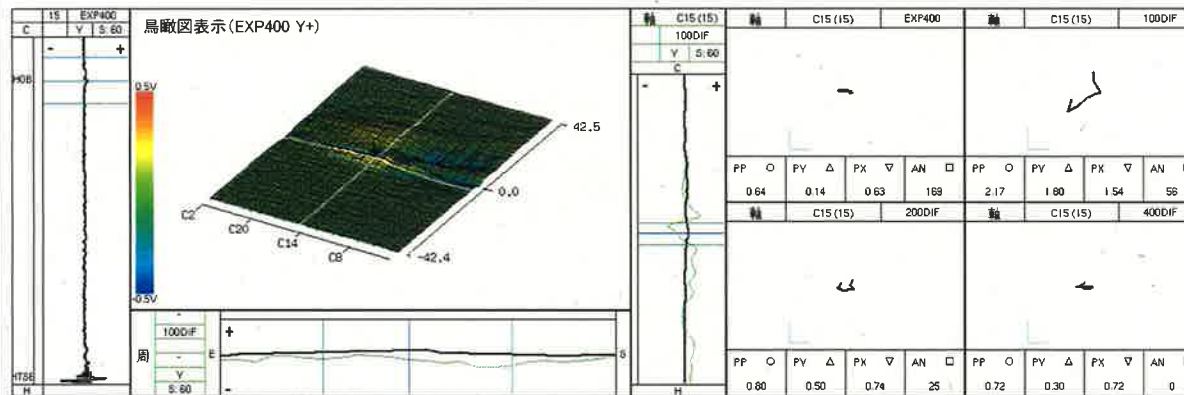 15 EXP400
C Y S:60
- +
H08
HTSE
H
鳥瞰図表示(EXP400 Y+)
0.5V
-0.5V
42.5
0.0
-42.4
C2
C20
C14
C8
周
-
100DIF
-
Y
S:60
+
-
E
S
軸 C15(15)
100DIF
Y S:60
C
- +
H
軸 C15(15) EXP400
PP ○ PV △ PX ▽ AN □
0.64 0.14 0.63 169
軸 C15(15) 100DIF
PP ○ PV △ PX ▽ AN
2.17 1.80 1.54 56
軸 C15(15) 200DIF
PP ○ PV △ PX ▽ AN □
0.80 0.50 0.74 25
軸 C15(15) 400DIF
PP ○ PV △ PX ▽ AN
0.72 0.30 0.72 0